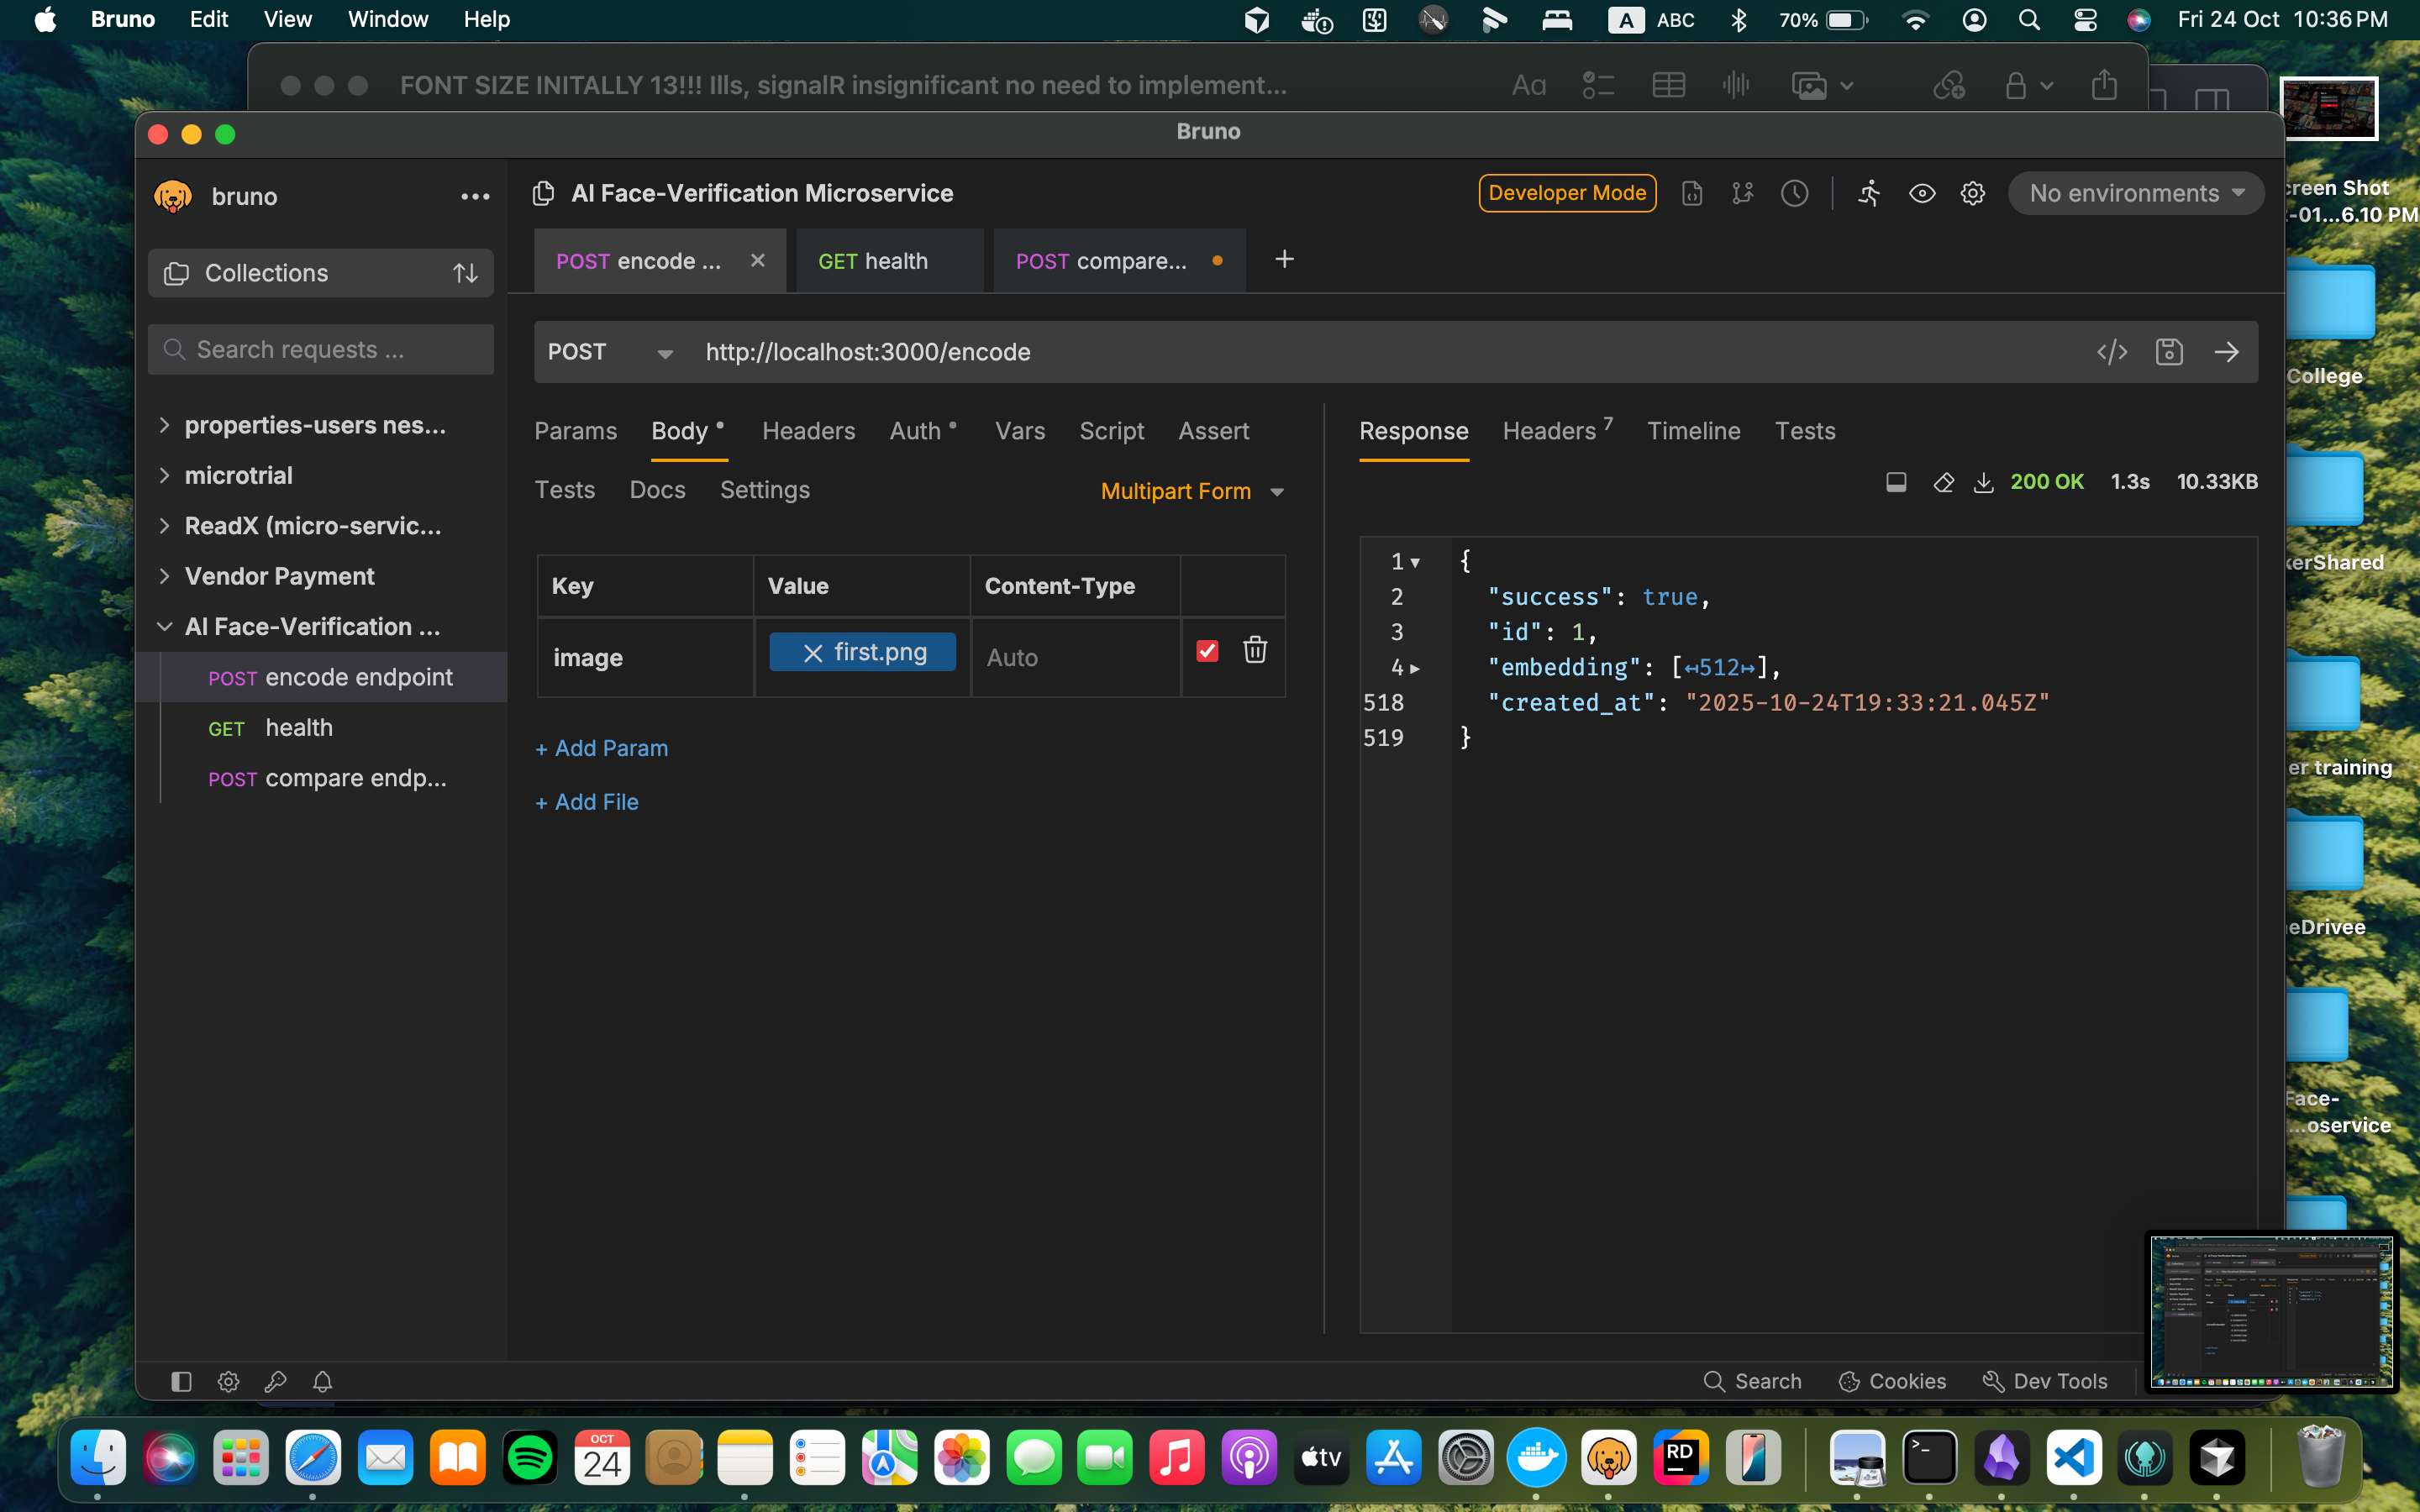 Bruno Edit View Window Help
A ABC 70% Fri 24 Oct 10:36 PM
FONT SIZE INITALLY 13!!! Ills, signalR insignificant no need to implement...
Aa
Bruno
bruno
AI Face-Verification Microservice
Developer Mode
No environments
Collections
POST encode ...
GET health
POST compare...
Search requests ...
POST http://localhost:3000/encode
properties-users nes...
microtrial
ReadX (micro-servic...
Vendor Payment
AI Face-Verification ...
POST encode endpoint
GET health
POST compare endp...
Params Body Headers Auth Vars Script Assert
Tests Docs Settings Multipart Form
Key Value Content-Type
image first.png Auto
+ Add Param
+ Add File
Response Headers 7 Timeline Tests
200 OK 1.3s 10.33KB
1 {
2 "success": true,
3 "id": 1,
4 "embedding": [↤512↦],
518 "created_at": "2025-10-24T19:33:21.045Z"
519 }
Search Cookies Dev Tools
creen Shot
-01...6.10 PM
College
kerShared
er training
eDrivee
Face-
...oservice
OCT
24
tv
RD
>_